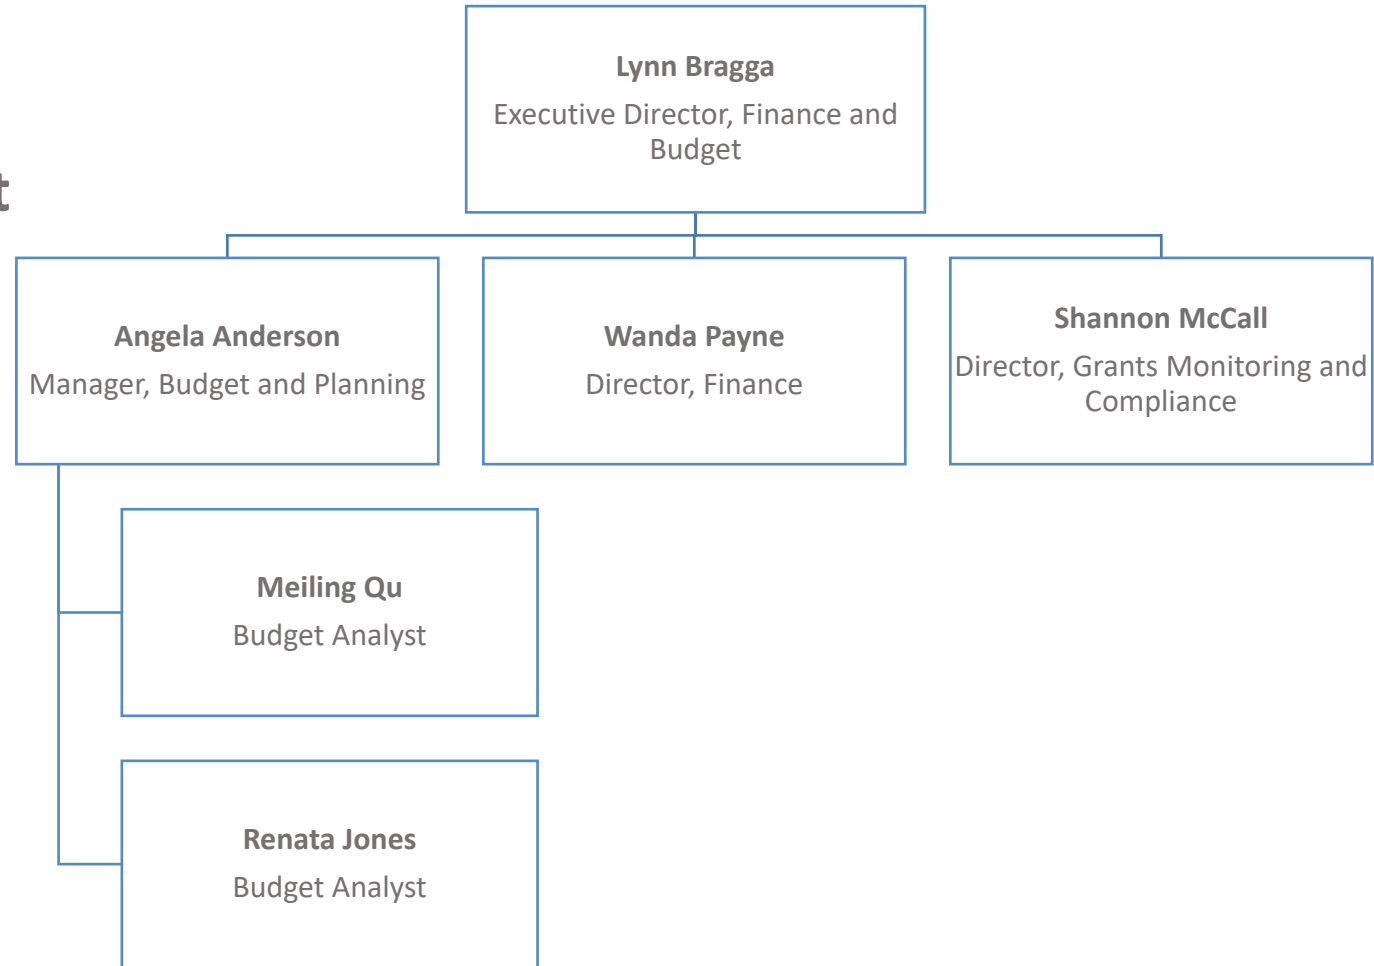 Lynn Bragga
Executive Director, Finance and
Budget
Angela Anderson
Manager, Budget and Planning
Wanda Payne
Director, Finance
Shannon McCall
Director, Grants Monitoring and
Compliance
Meiling Qu
Budget Analyst
Renata Jones
Budget Analyst